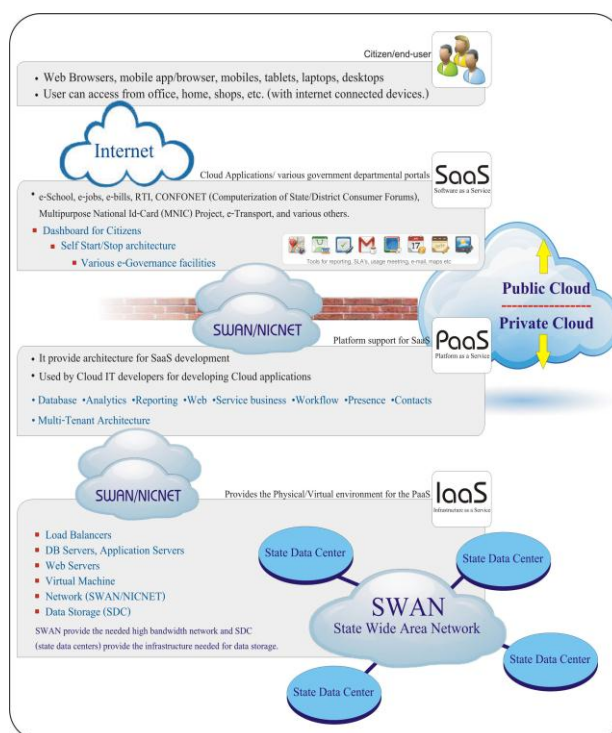 Citizen/end-user
• Web Browsers, mobile app/browser, mobiles, tablets, laptops, desktops
• User can access from office, home, shops, etc. (with internet connected devices.)
Internet
Cloud Applications/ various government departmental portals
SaaS
Software as a Service
• e-School, e-jobs, e-bills, RTI, CONFONET (Computerization of State/District Consumer Forums),
Multipurpose National Id-Card (MNIC) Project, e-Transport, and various others.
Dashboard for Citizens
Self Start/Stop architecture
Various e-Governance facilities
17
Tools for reporting, SLA's, usage meetting, e-mail, maps etc
Public Cloud
Private Cloud
SWAN/NICNET
Platform support for SaaS
PaaS
Platform as a Service
• It provide architecture for SaaS development
• Used by Cloud IT developers for developing Cloud applications
• Database •Analytics •Reporting •Web •Service business •Workflow •Presence •Contacts
• Multi-Tenant Architecture
SWAN/NICNET
Provides the Physical/Virtual environment for the PaaS
IaaS
Infrastructure as a Service
Load Balancers
DB Servers, Application Servers
Web Servers
Virtual Machine
Network (SWAN/NICNET)
Data Storage (SDC)
SWAN provide the needed high bandwidth network and SDC
(state data centers) provide the infrastructure needed for data storage.
State Data Center
State Data Center
SWAN
State Wide Area Network
State Data Center
State Data Center